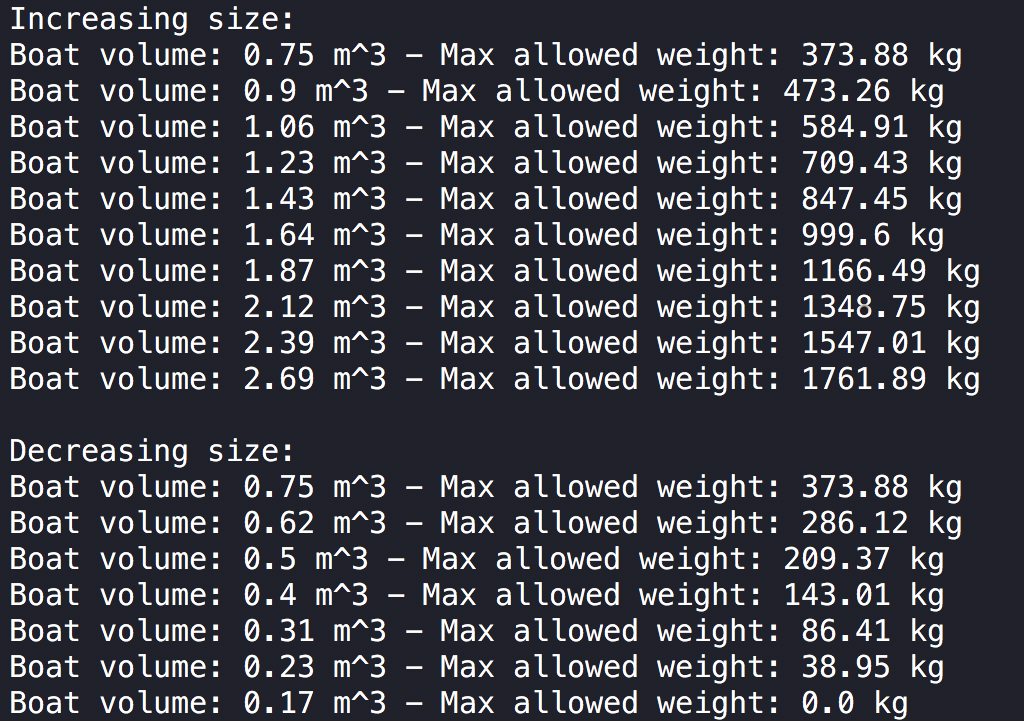 Increasing size:
Boat volume: 0.75 m^3 – Max allowed weight: 373.88 kg
Boat volume: 0.9 m^3 – Max allowed weight: 473.26 kg
Boat volume: 1.06 m^3 – Max allowed weight: 584.91 kg
Boat volume: 1.23 m^3 – Max allowed weight: 709.43 kg
Boat volume: 1.43 m^3 – Max allowed weight: 847.45 kg
Boat volume: 1.64 m^3 – Max allowed weight: 999.6 kg
Boat volume: 1.87 m^3 – Max allowed weight: 1166.49 kg
Boat volume: 2.12 m^3 – Max allowed weight: 1348.75 kg
Boat volume: 2.39 m^3 – Max allowed weight: 1547.01 kg
Boat volume: 2.69 m^3 – Max allowed weight: 1761.89 kg

Decreasing size:
Boat volume: 0.75 m^3 – Max allowed weight: 373.88 kg
Boat volume: 0.62 m^3 – Max allowed weight: 286.12 kg
Boat volume: 0.5 m^3 – Max allowed weight: 209.37 kg
Boat volume: 0.4 m^3 – Max allowed weight: 143.01 kg
Boat volume: 0.31 m^3 – Max allowed weight: 86.41 kg
Boat volume: 0.23 m^3 – Max allowed weight: 38.95 kg
Boat volume: 0.17 m^3 – Max allowed weight: 0.0 kg